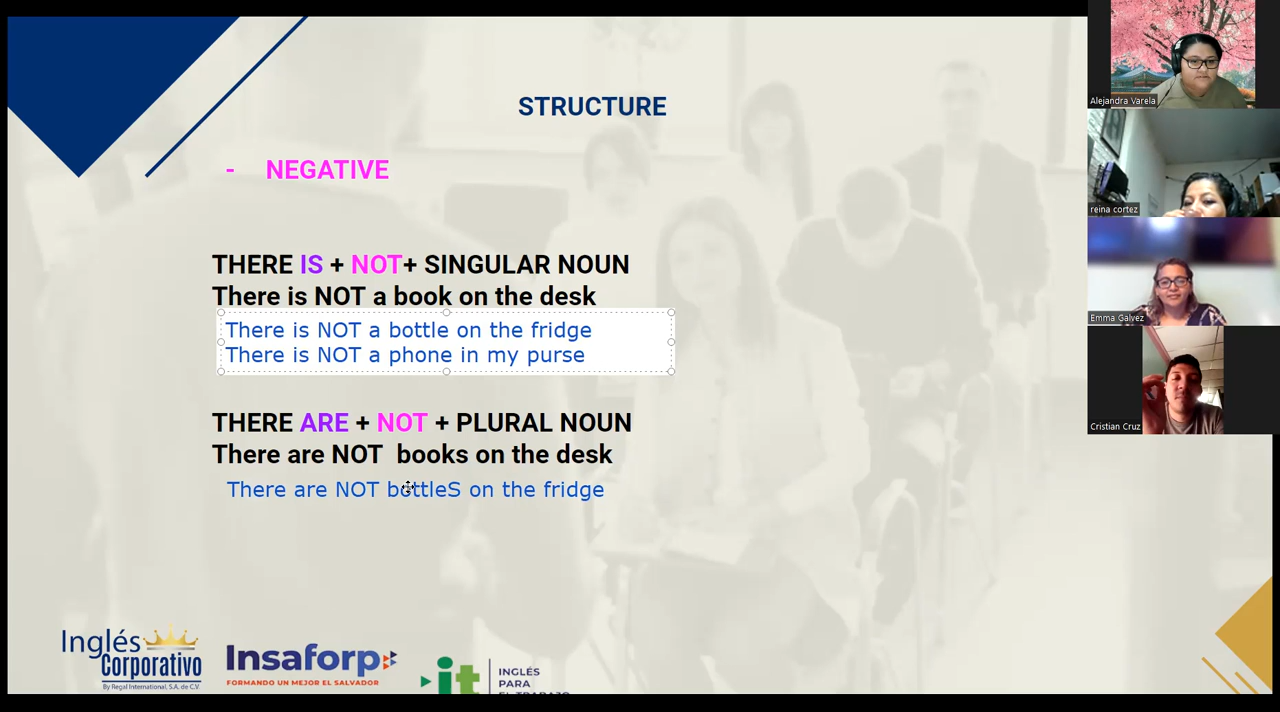 STRUCTURE
- NEGATIVE
THERE IS + NOT+ SINGULAR NOUN
There is NOT a book on the desk
There is NOT a bottle on the fridge
There is NOT a phone in my purse
THERE ARE + NOT + PLURAL NOUN
There are NOT books on the desk
There are NOT bottleS on the fridge
Inglés
Corporativo
By Regal International, S.A. de C.V.
Insaforp
FORMANDO UN MEJOR EL SALVADOR
it
INGLÉS
PARA
EL TRABAJO
Alejandra Varela
reina cortez
Emma Galvez
Cristian Cruz